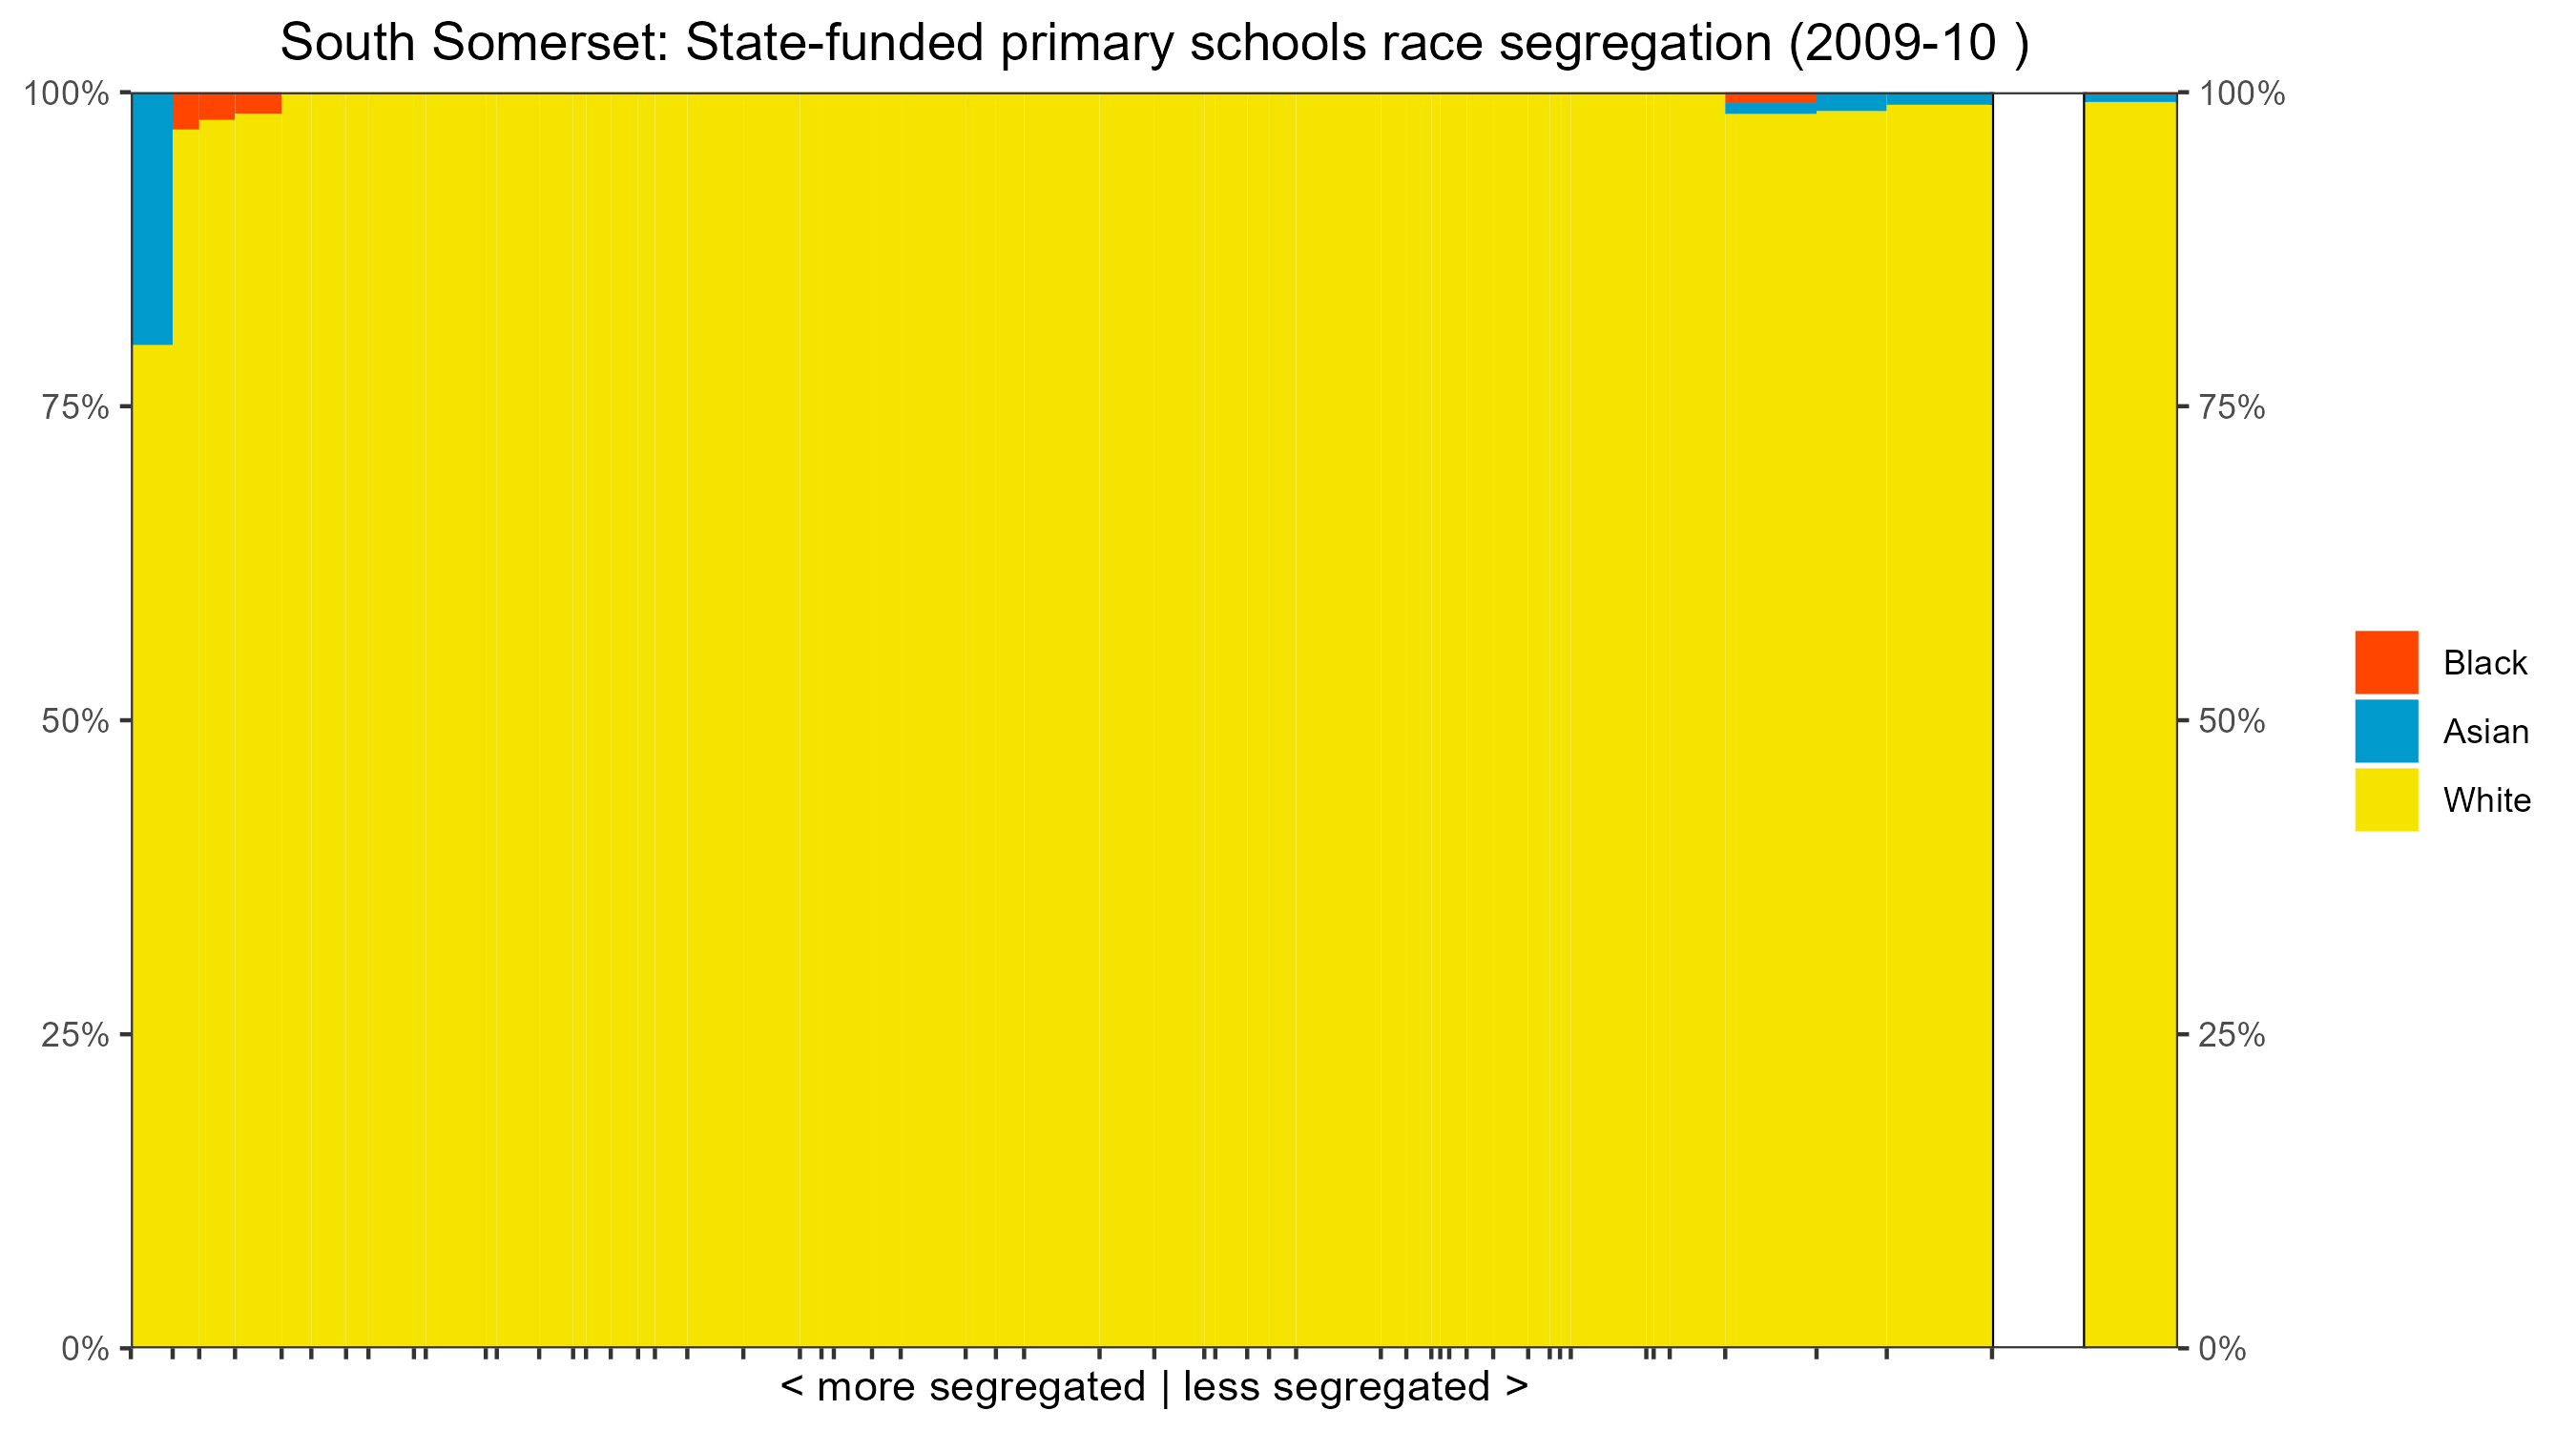 South Somerset: State-funded primary schools race segregation (2009-10 )
100%
75%
50%
25%
0%
100%
75%
50%
25%
0%
Black
Asian
White
< more segregated | less segregated >